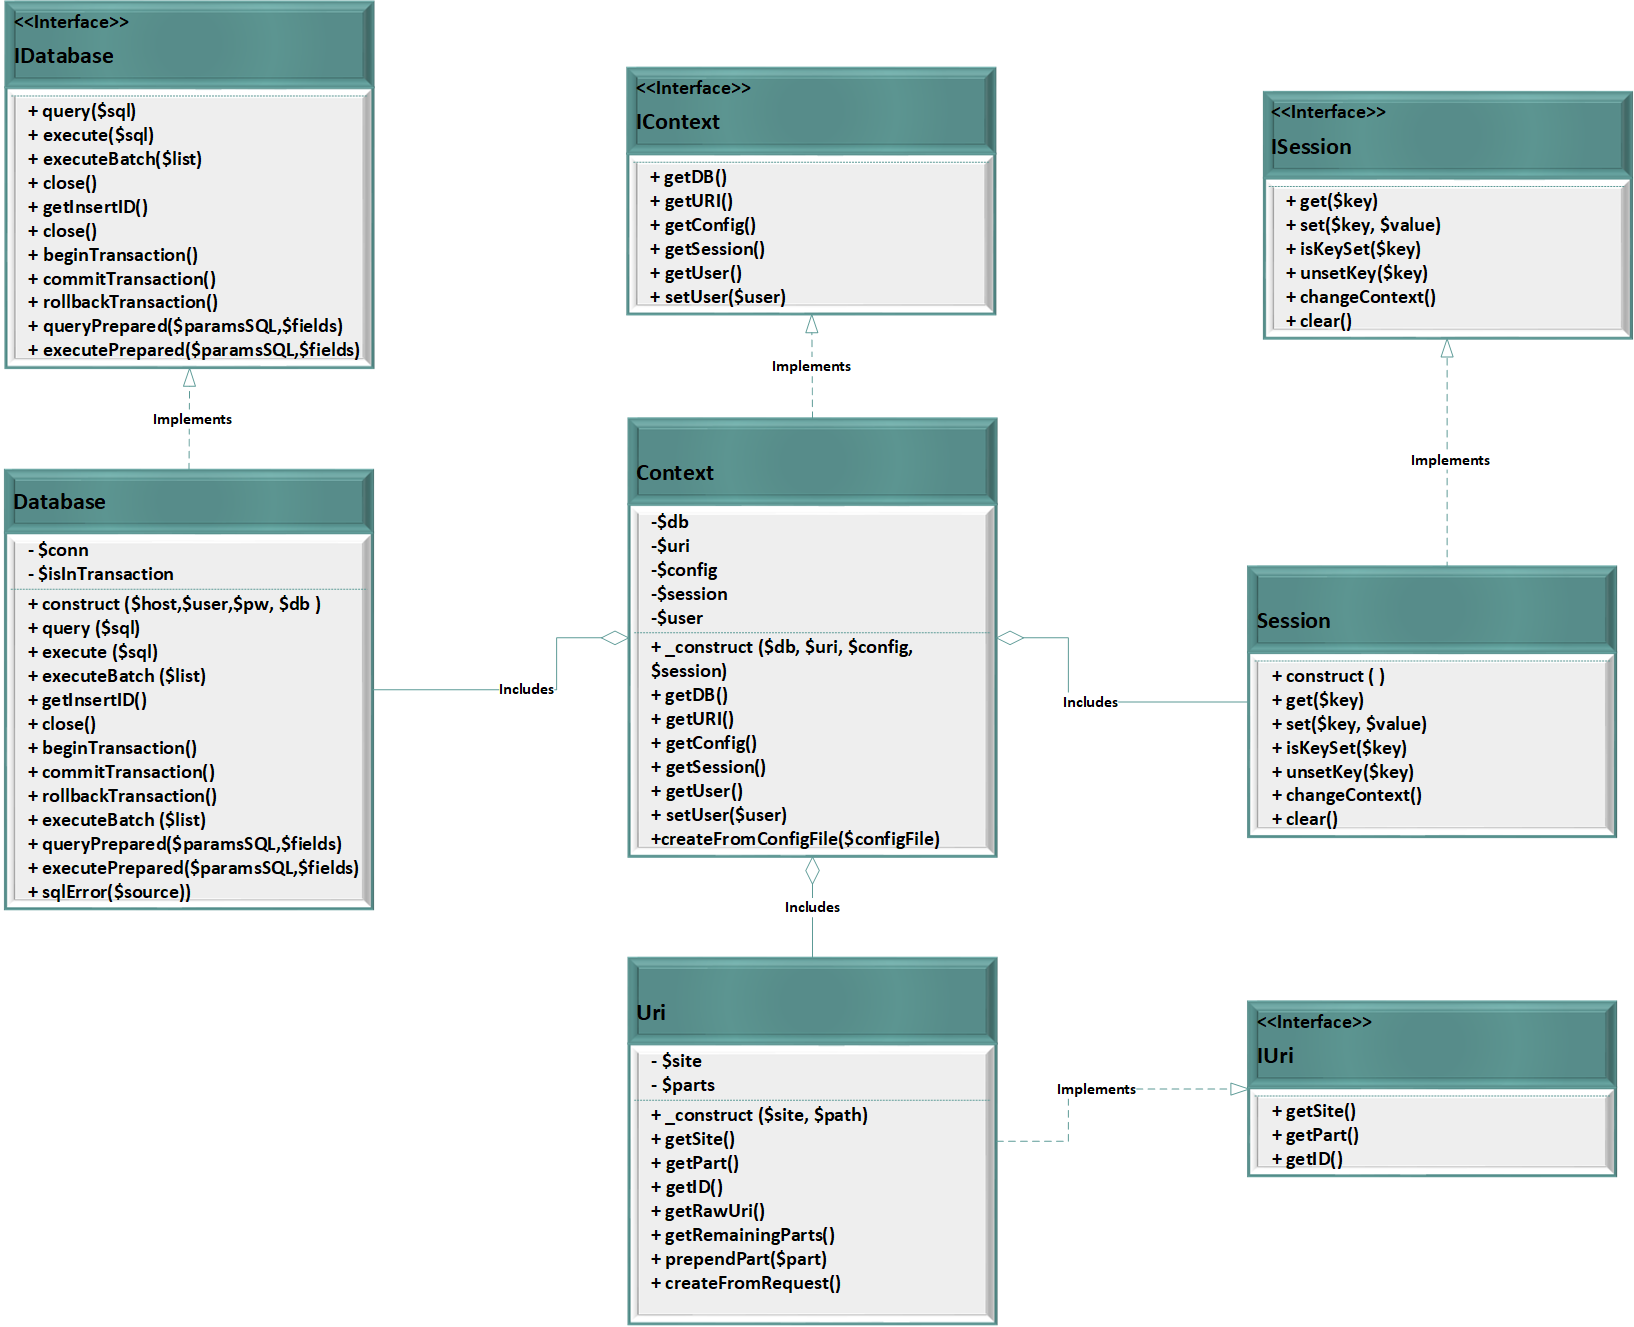 <<Interface>>
IDatabase
+ query($sql)
+ execute($sql)
+ executeBatch($list)
+ close()
+ getInsertID()
+ close()
+ beginTransaction()
+ commitTransaction()
+ rollbackTransaction()
+ queryPrepared($paramsSQL,$fields)
+ executePrepared($paramsSQL,$fields)
Implements
Database
- $conn
- $isInTransaction
+ construct ($host,$user,$pw, $db )
+ query ($sql)
+ execute ($sql)
+ executeBatch ($list)
+ getInsertID()
+ close()
+ beginTransaction()
+ commitTransaction()
+ rollbackTransaction()
+ executeBatch ($list)
+ queryPrepared($paramsSQL,$fields)
+ executePrepared($paramsSQL,$fields)
+ sqlError($source))
Includes
<<Interface>>
IContext
+ getDB()
+ getURI()
+ getConfig()
+ getSession()
+ getUser()
+ setUser($user)
Implements
Context
-$db
-$uri
-$config
-$session
-$user
+ _construct ($db, $uri, $config,
$session)
+ getDB()
+ getURI()
+ getConfig()
+ getSession()
+ getUser()
+ setUser($user)
+createFromConfigFile($configFile)
Includes
Uri
- $site
- $parts
+ _construct ($site, $path)
+ getSite()
+ getPart()
+ getID()
+ getRawUri()
+ getRemainingParts()
+ prependPart($part)
+ createFromRequest()
<<Interface>>
ISession
+ get($key)
+ set($key, $value)
+ isKeySet($key)
+ unsetKey($key)
+ changeContext()
+ clear()
Implements
Session
+ construct ( )
+ get($key)
+ set($key, $value)
+ isKeySet($key)
+ unsetKey($key)
+ changeContext()
+ clear()
Includes
Implements
<<Interface>>
IUri
+ getSite()
+ getPart()
+ getID()